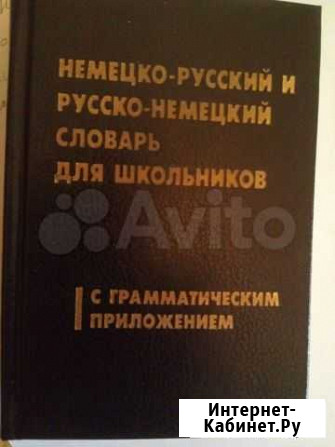 НЕМЕЦКО-РУССКИЙ И
РУССКО-НЕМЕЦКИЙ
СЛОВАРЬ
ДЛЯ ШКОЛЬНИКОВ
Avito
С ГРАММАТИЧЕСКИМ
ПРИЛОЖЕНИЕМ
Интернет-
Кабинет.Ру